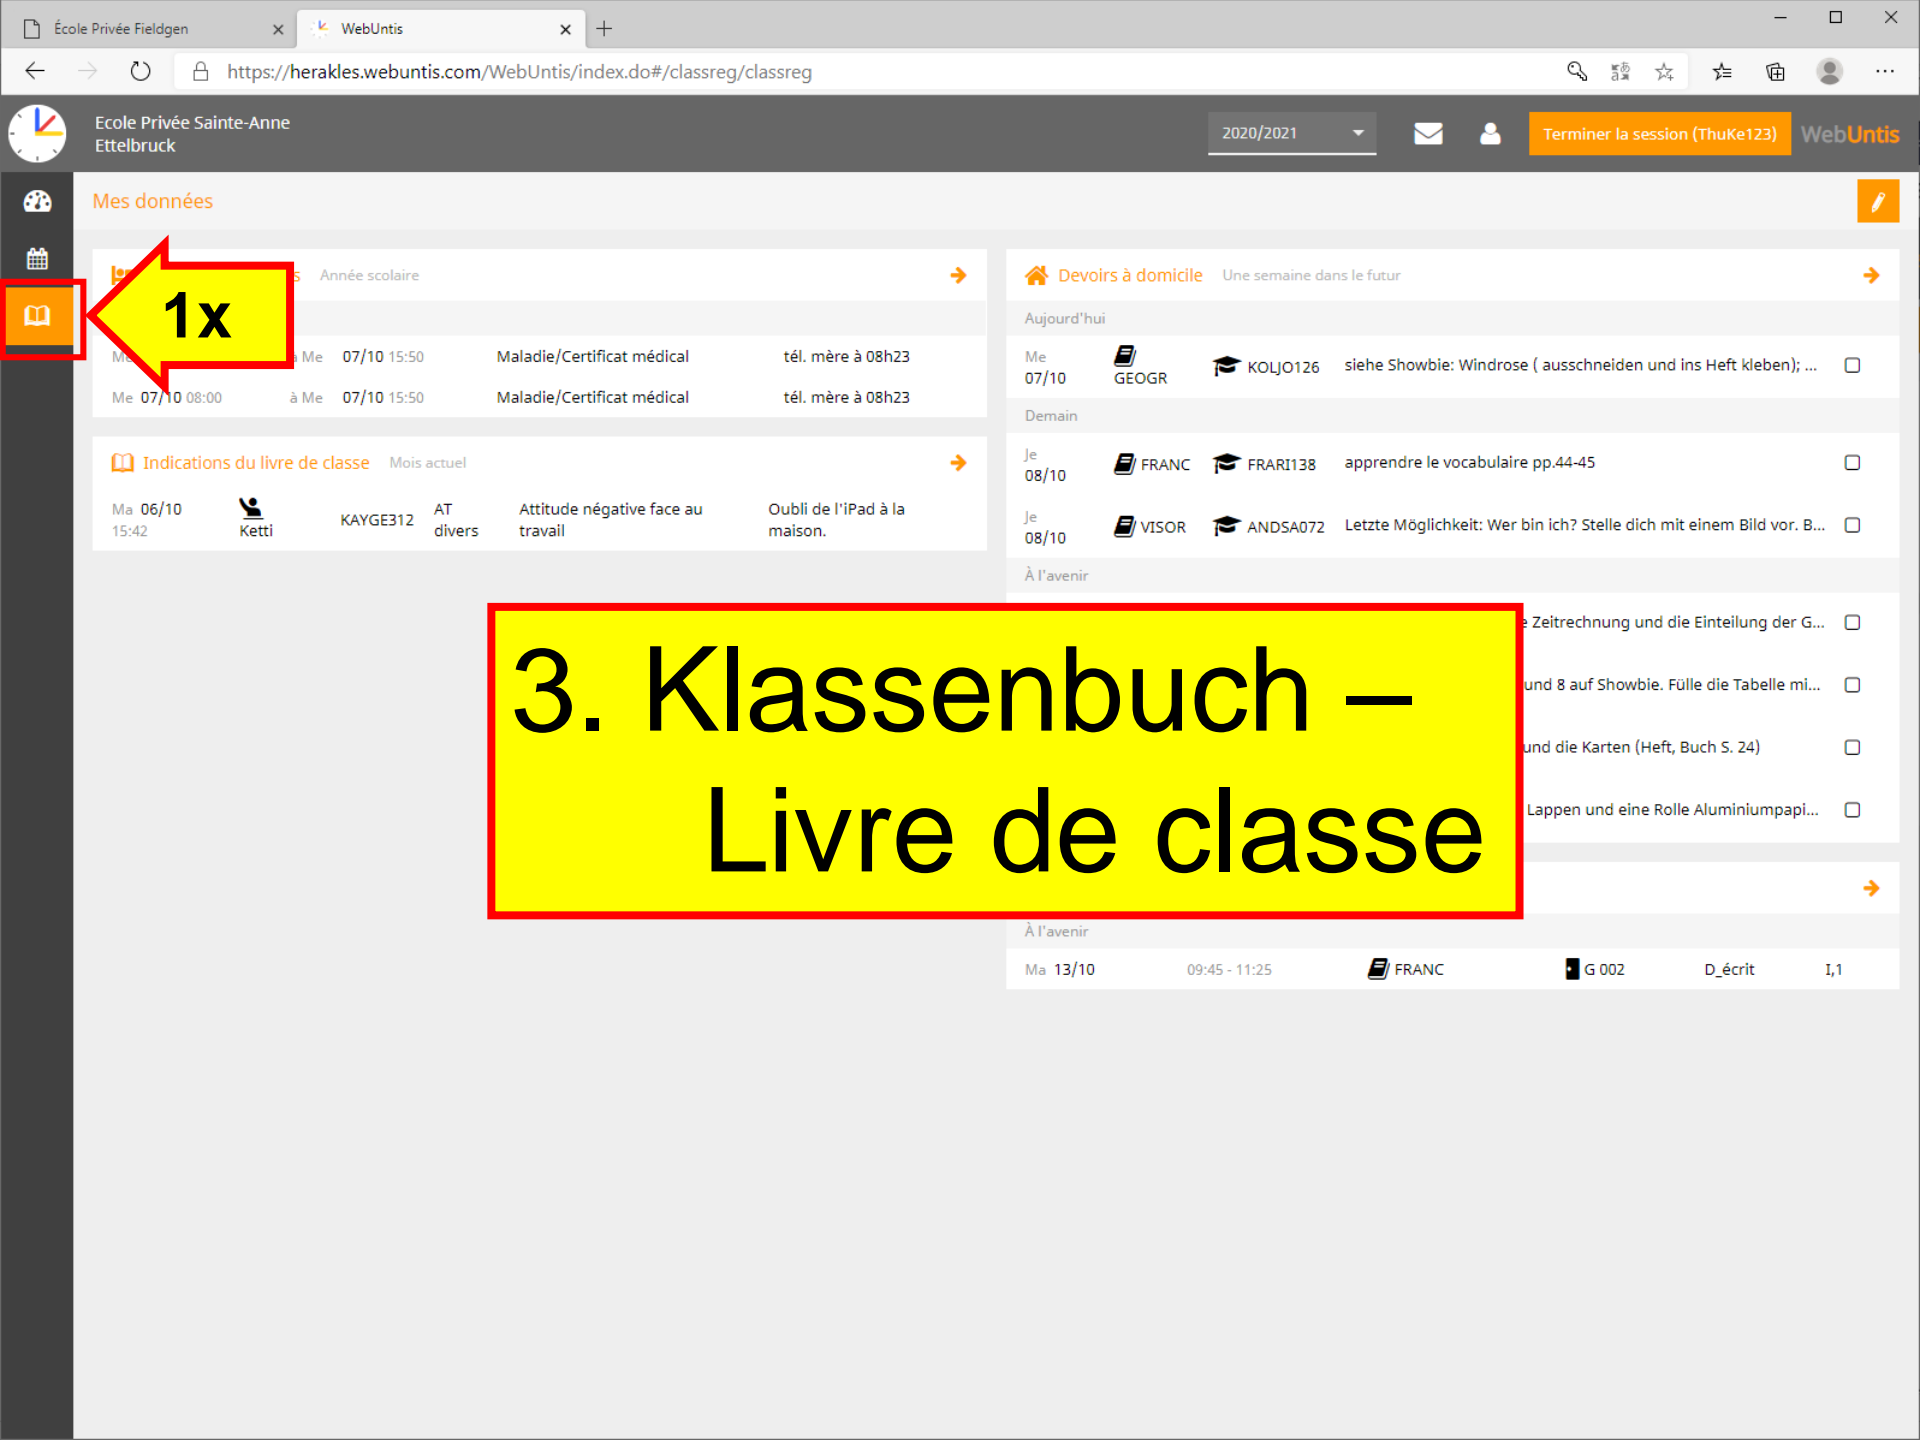 École Privée Fieldgen
WebUntis
https://herakles.webuntis.com/WebUntis/index.do#/classreg/classreg
Ecole Privée Sainte-Anne
Ettelbruck
2020/2021
Terminer la session (ThuKe123)
WebUntis
Mes données
1x
s Année scolaire
à Me 07/10 15:50 Maladie/Certificat médical tél. mère à 08h23
Me 07/10 08:00 à Me 07/10 15:50 Maladie/Certificat médical tél. mère à 08h23
Indications du livre de classe Mois actuel
Ma 06/10 15:42 Ketti KAYGE312 AT divers Attitude négative face au travail Oubli de l'iPad à la maison.
Devoirs à domicile Une semaine dans le futur
Aujourd'hui
Me 07/10 GEOGR KOLJO126 siehe Showbie: Windrose ( ausschneiden und ins Heft kleben); ...
Demain
Je 08/10 FRANC FRARI138 apprendre le vocabulaire pp.44-45
Je 08/10 VISOR ANDSA072 Letzte Möglichkeit: Wer bin ich? Stelle dich mit einem Bild vor. B...
À l'avenir
Zeitrechnung und die Einteilung der G...
und 8 auf Showbie. Fülle die Tabelle mi...
und die Karten (Heft, Buch S. 24)
Lappen und eine Rolle Aluminiumpapi...
3. Klassenbuch –
Livre de classe
À l'avenir
Ma 13/10 09:45 - 11:25 FRANC G 002 D_écrit I,1